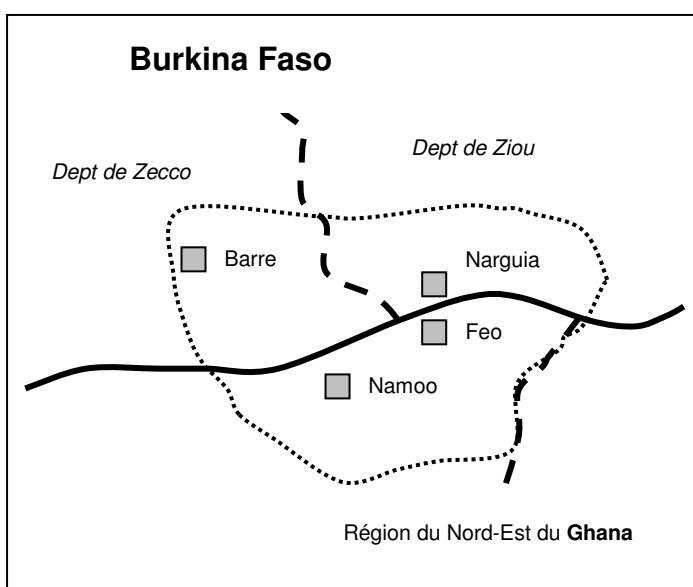 Burkina Faso
Dept de Ziou
Dept de Zecco
Barre
Narguia
Feo
Namoo
Région du Nord-Est du Ghana